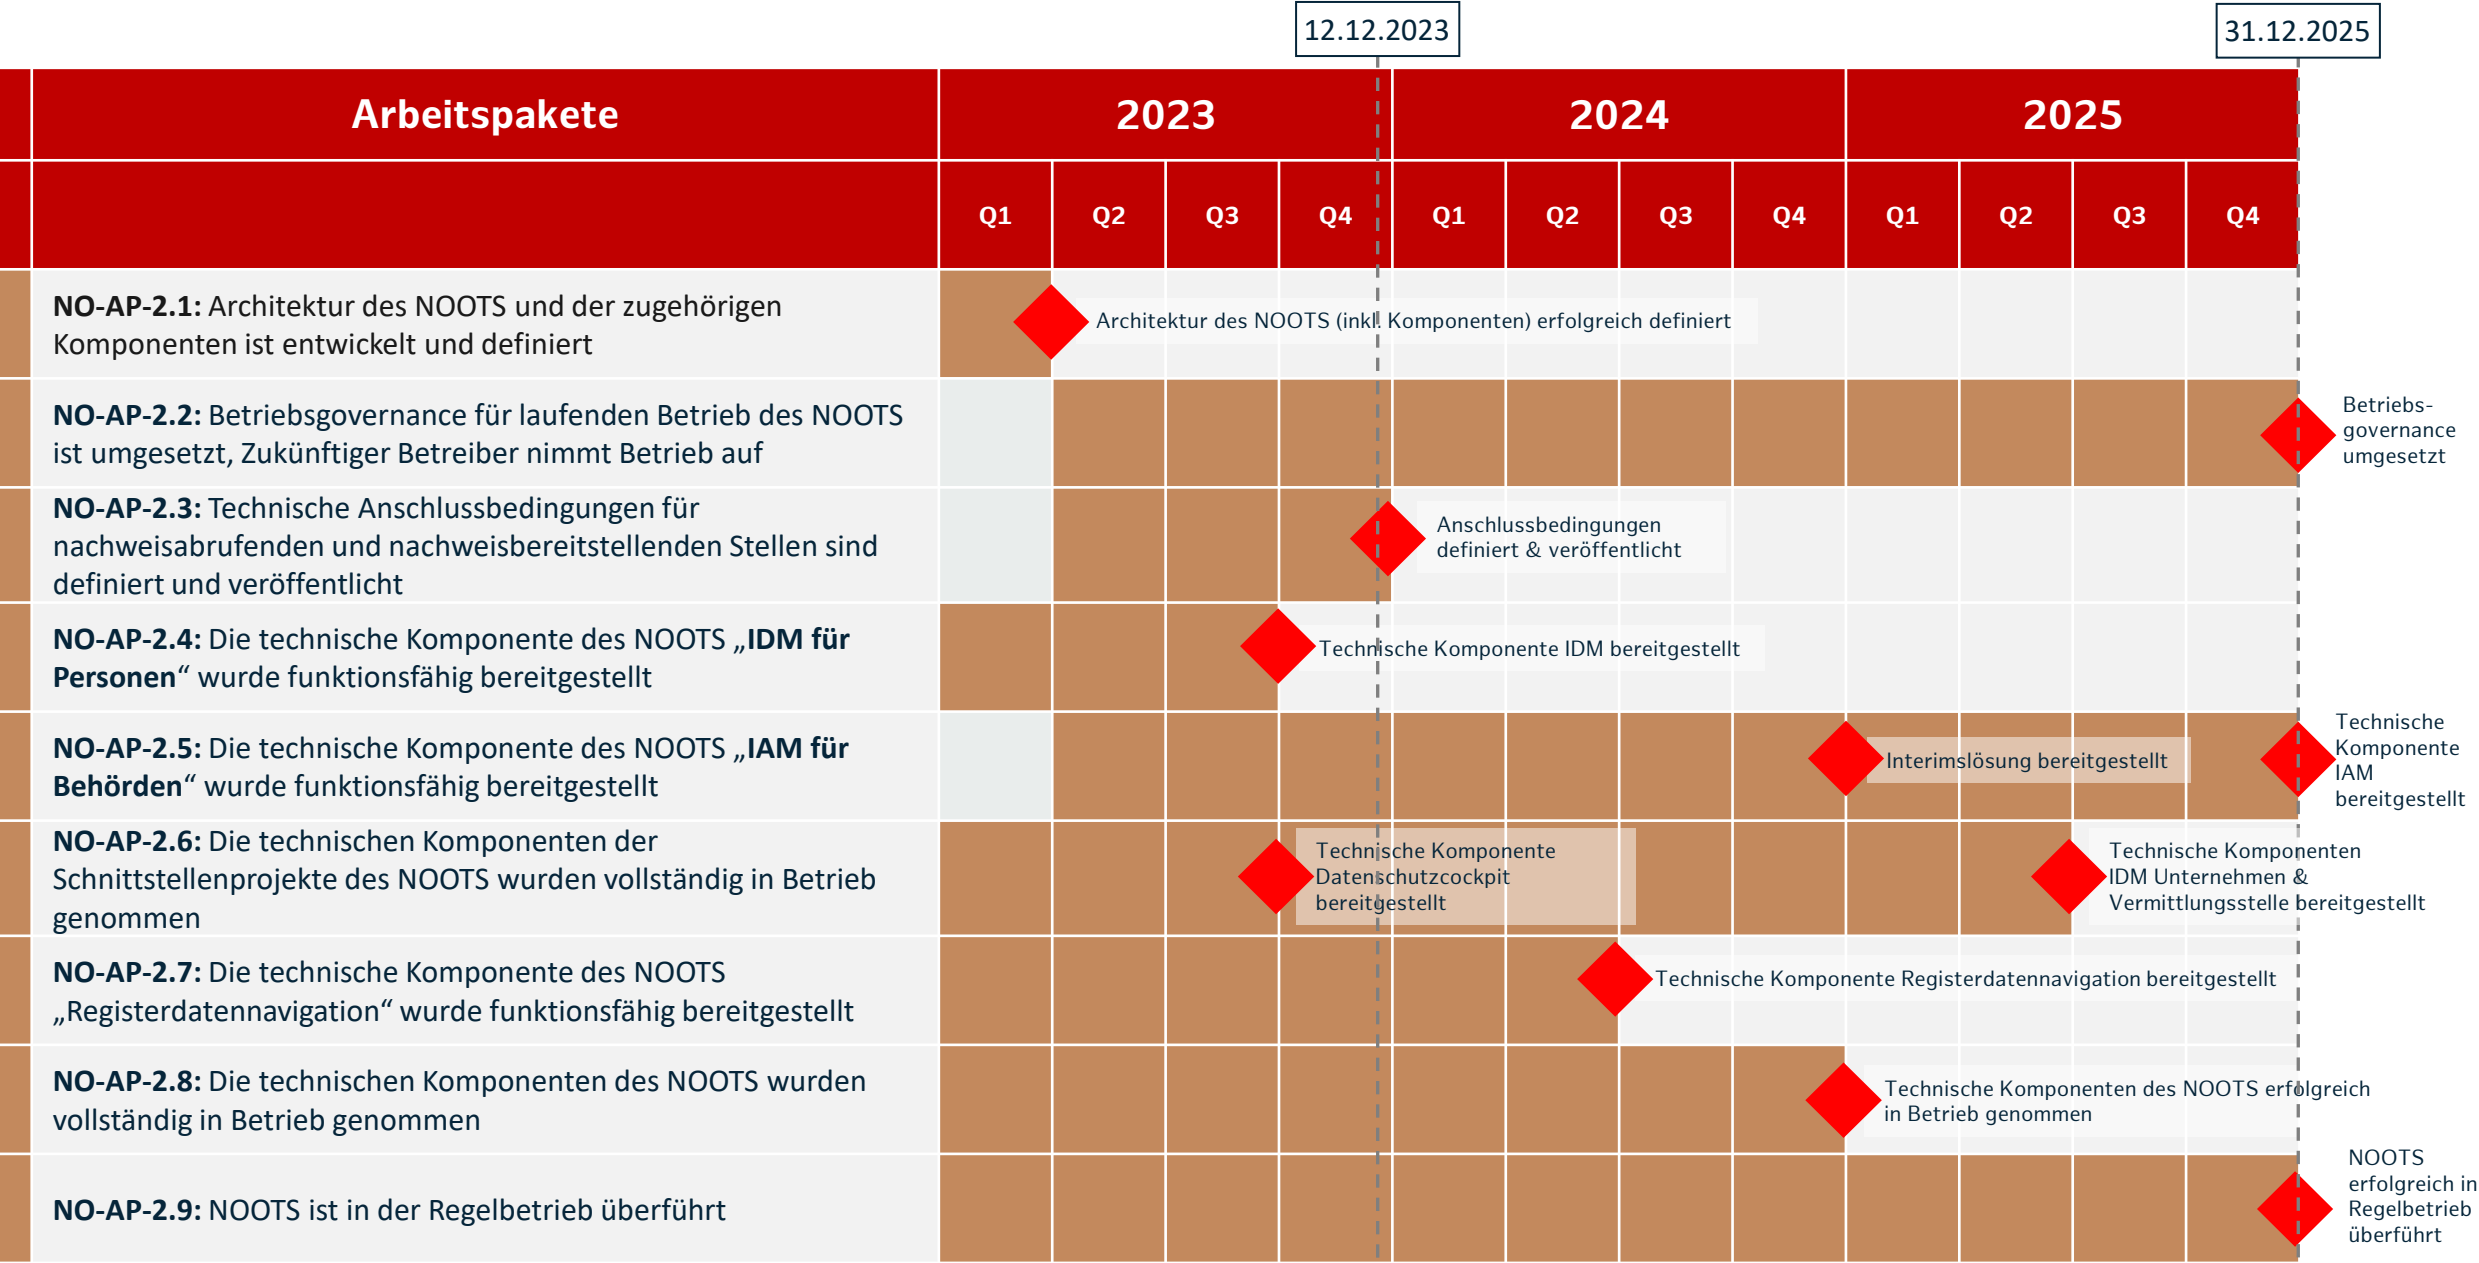 12.12.2023
31.12.2025
Arbeitspakete
2023
2024
2025
Q1
Q2
Q3
Q4
Q1
Q2
Q3
Q4
Q1
Q2
Q3
Q4
NO-AP-2.1: Architektur des NOOTS und der zugehörigen
Komponenten ist entwickelt und definiert
Architektur des NOOTS (inkl. Komponenten) erfolgreich definiert
NO-AP-2.2: Betriebsgovernance für laufenden Betrieb des NOOTS
ist umgesetzt, Zukünftiger Betreiber nimmt Betrieb auf
Betriebs-
governance
umgesetzt
NO-AP-2.3: Technische Anschlussbedingungen für
nachweisabrufenden und nachweisbereitstellenden Stellen sind
definiert und veröffentlicht
Anschlussbedingungen
definiert & veröffentlicht
NO-AP-2.4: Die technische Komponente des NOOTS „IDM für
Personen“ wurde funktionsfähig bereitgestellt
Technische Komponente IDM bereitgestellt
NO-AP-2.5: Die technische Komponente des NOOTS „IAM für
Behörden“ wurde funktionsfähig bereitgestellt
Interimslösung bereitgestellt
Technische
Komponente
IAM
bereitgestellt
NO-AP-2.6: Die technischen Komponenten der
Schnittstellenprojekte des NOOTS wurden vollständig in Betrieb
genommen
Technische Komponente
Datenschutzcockpit
bereitgestellt
Technische Komponenten
IDM Unternehmen &
Vermittlungsstelle bereitgestellt
NO-AP-2.7: Die technische Komponente des NOOTS
„Registerdatennavigation“ wurde funktionsfähig bereitgestellt
Technische Komponente Registerdatennavigation bereitgestellt
NO-AP-2.8: Die technischen Komponenten des NOOTS wurden
vollständig in Betrieb genommen
Technische Komponenten des NOOTS erfolgreich
in Betrieb genommen
NO-AP-2.9: NOOTS ist in der Regelbetrieb überführt
NOOTS
erfolgreich in
Regelbetrieb
überführt